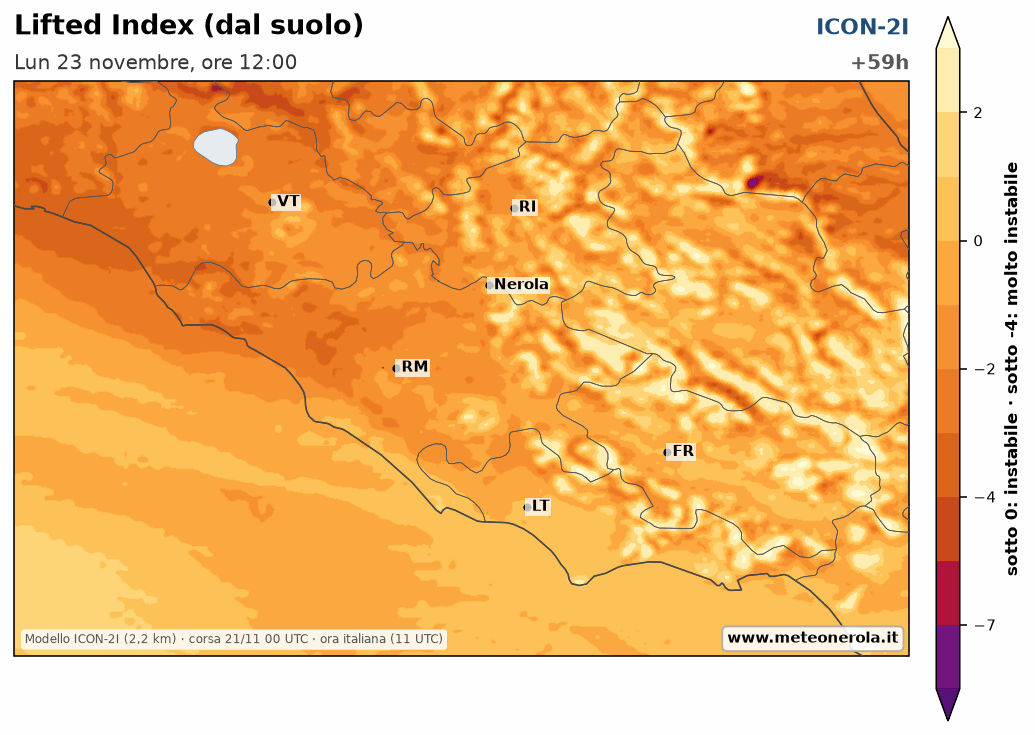 Lifted Index (dal suolo)
ICON-2I
Lun 23 novembre, ore 12:00
+59h
VT
RI
Nerola
RM
FR
LT
Modello ICON-2I (2,2 km) · corsa 21/11 00 UTC · ora italiana (11 UTC)
www.meteonerola.it
2
0
−2
−4
−7
sotto 0: instabile · sotto -4: molto instabile